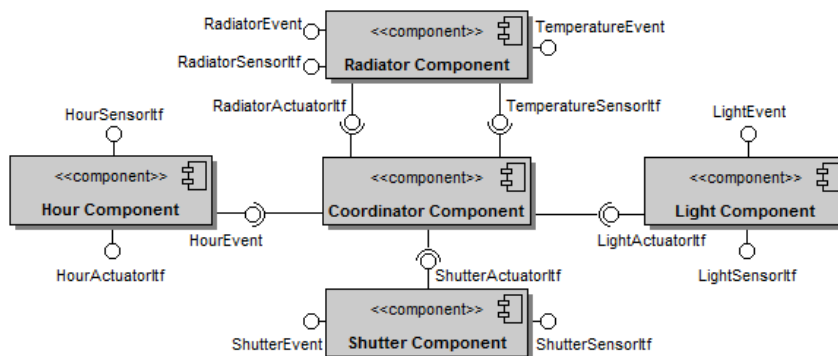 RadiatorEvent
<<component>>
TemperatureEvent
RadiatorSensorItf
Radiator Component
RadiatorActuatorItf
TemperatureSensorItf
HourSensorItf
LightEvent
<<component>>
<<component>>
<<component>>
Hour Component
Coordinator Component
Light Component
HourEvent
LightActuatorItf
HourActuatorItf
ShutterActuatorItf
LightSensorItf
<<component>>
ShutterEvent
Shutter Component
ShutterSensorItf